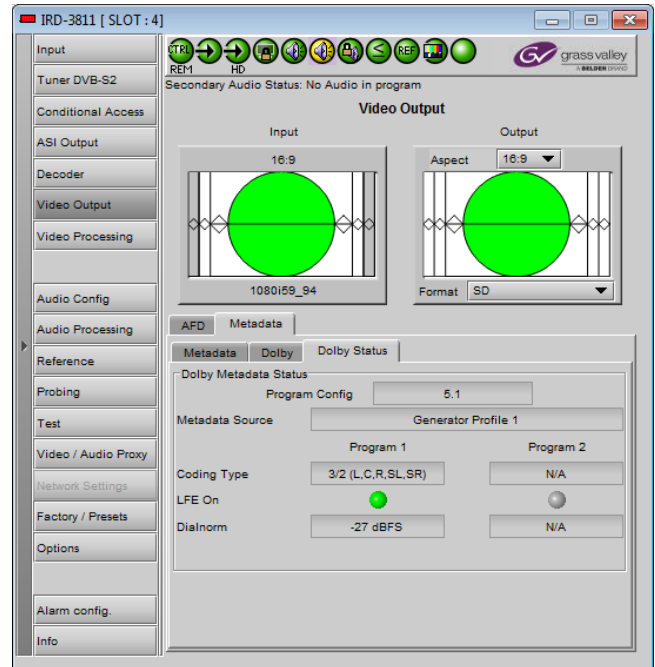 IRD-3811 [ SLOT : 4]
Input
Tuner DVB-S2
Conditional Access
ASI Output
Decoder
Video Output
Video Processing
Audio Config
Audio Processing
Reference
Probing
Test
Video / Audio Proxy
Network Settings
Factory / Presets
Options
Alarm config.
Info
CTRL REF
REM HD
GV grass valley
A BELDEN BRAND
Secondary Audio Status: No Audio in program
Video Output
Input Output
16:9 Aspect 16:9
1080i59_94 Format SD
AFD Metadata
Metadata Dolby Dolby Status
Dolby Metadata Status
Program Config 5.1
Metadata Source Generator Profile 1
Program 1 Program 2
Coding Type 3/2 (L,C,R,SL,SR) N/A
LFE On
Dialnorm -27 dBFS N/A